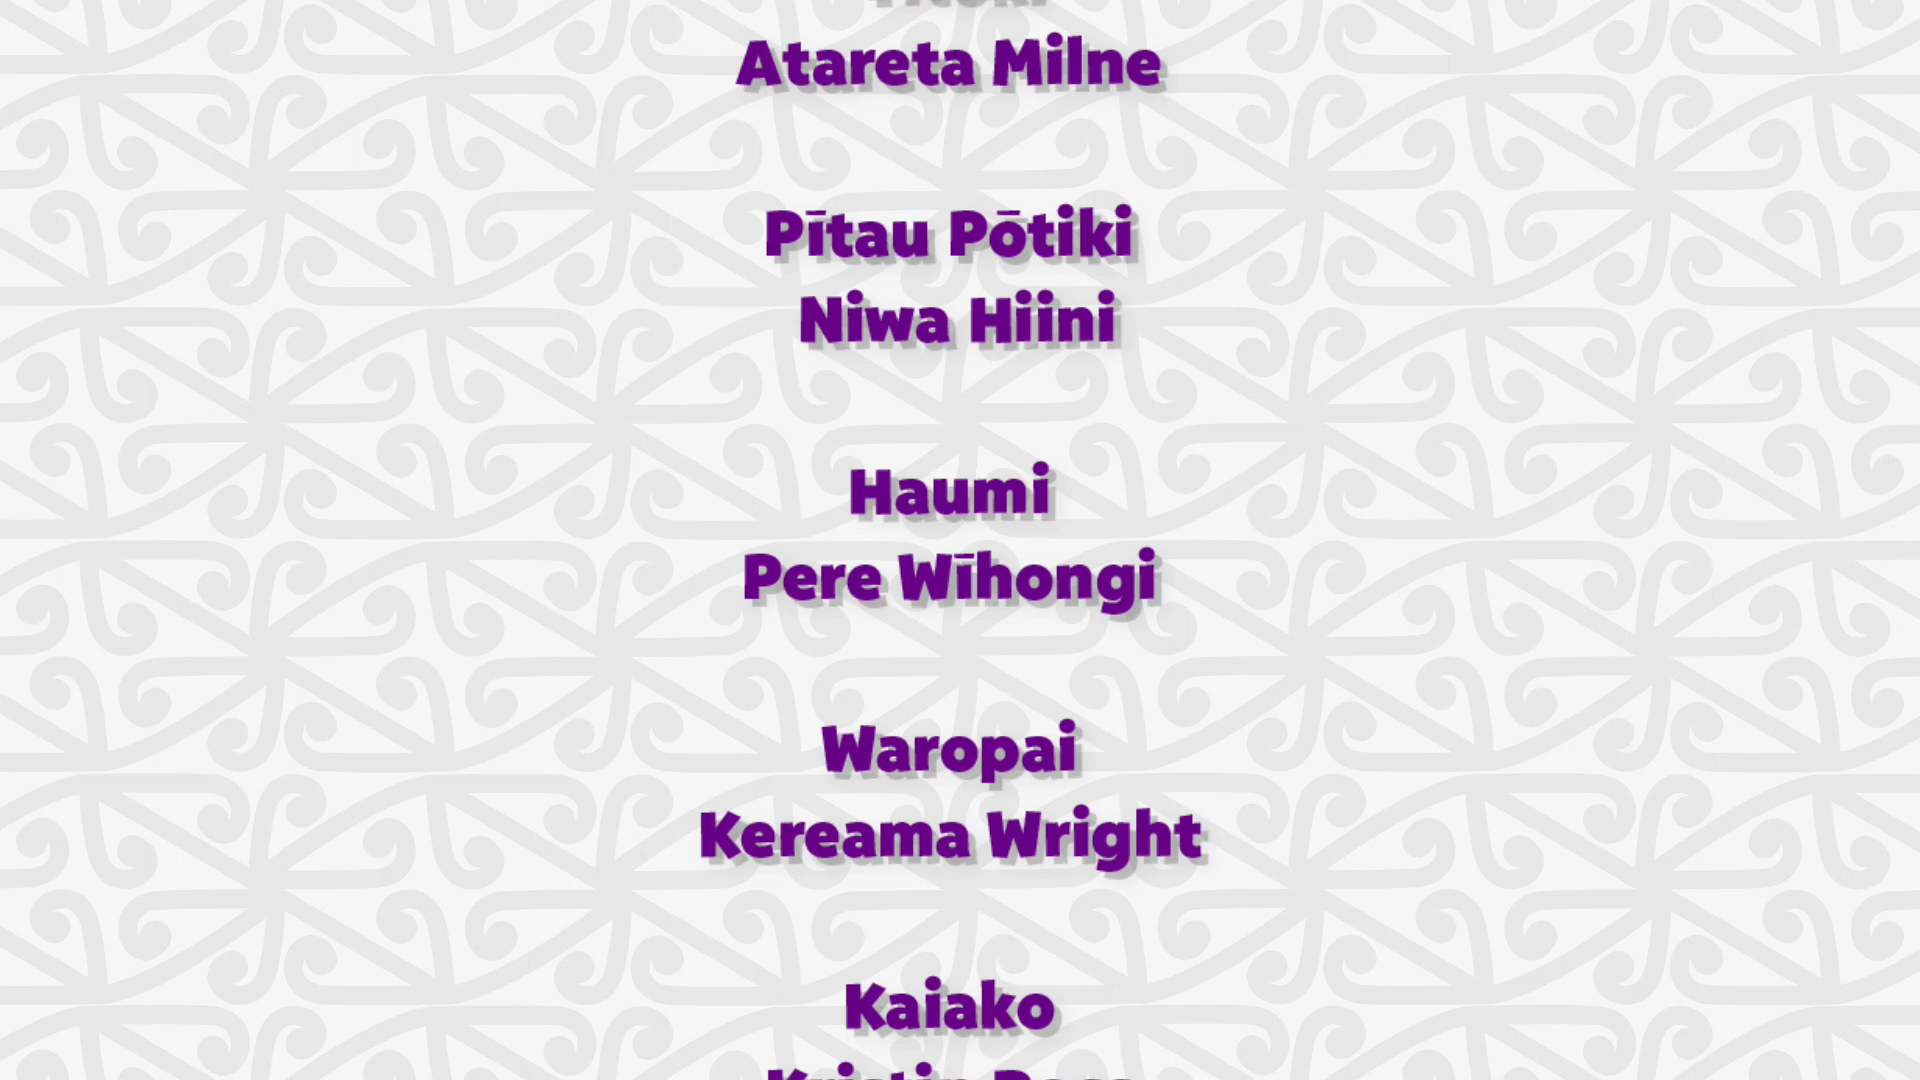 Atareta Milne
Pītau Pōtiki
Niwa Hiini
Haumi
Pere Wīhongi
Waropai
Kereama Wright
Kaiako